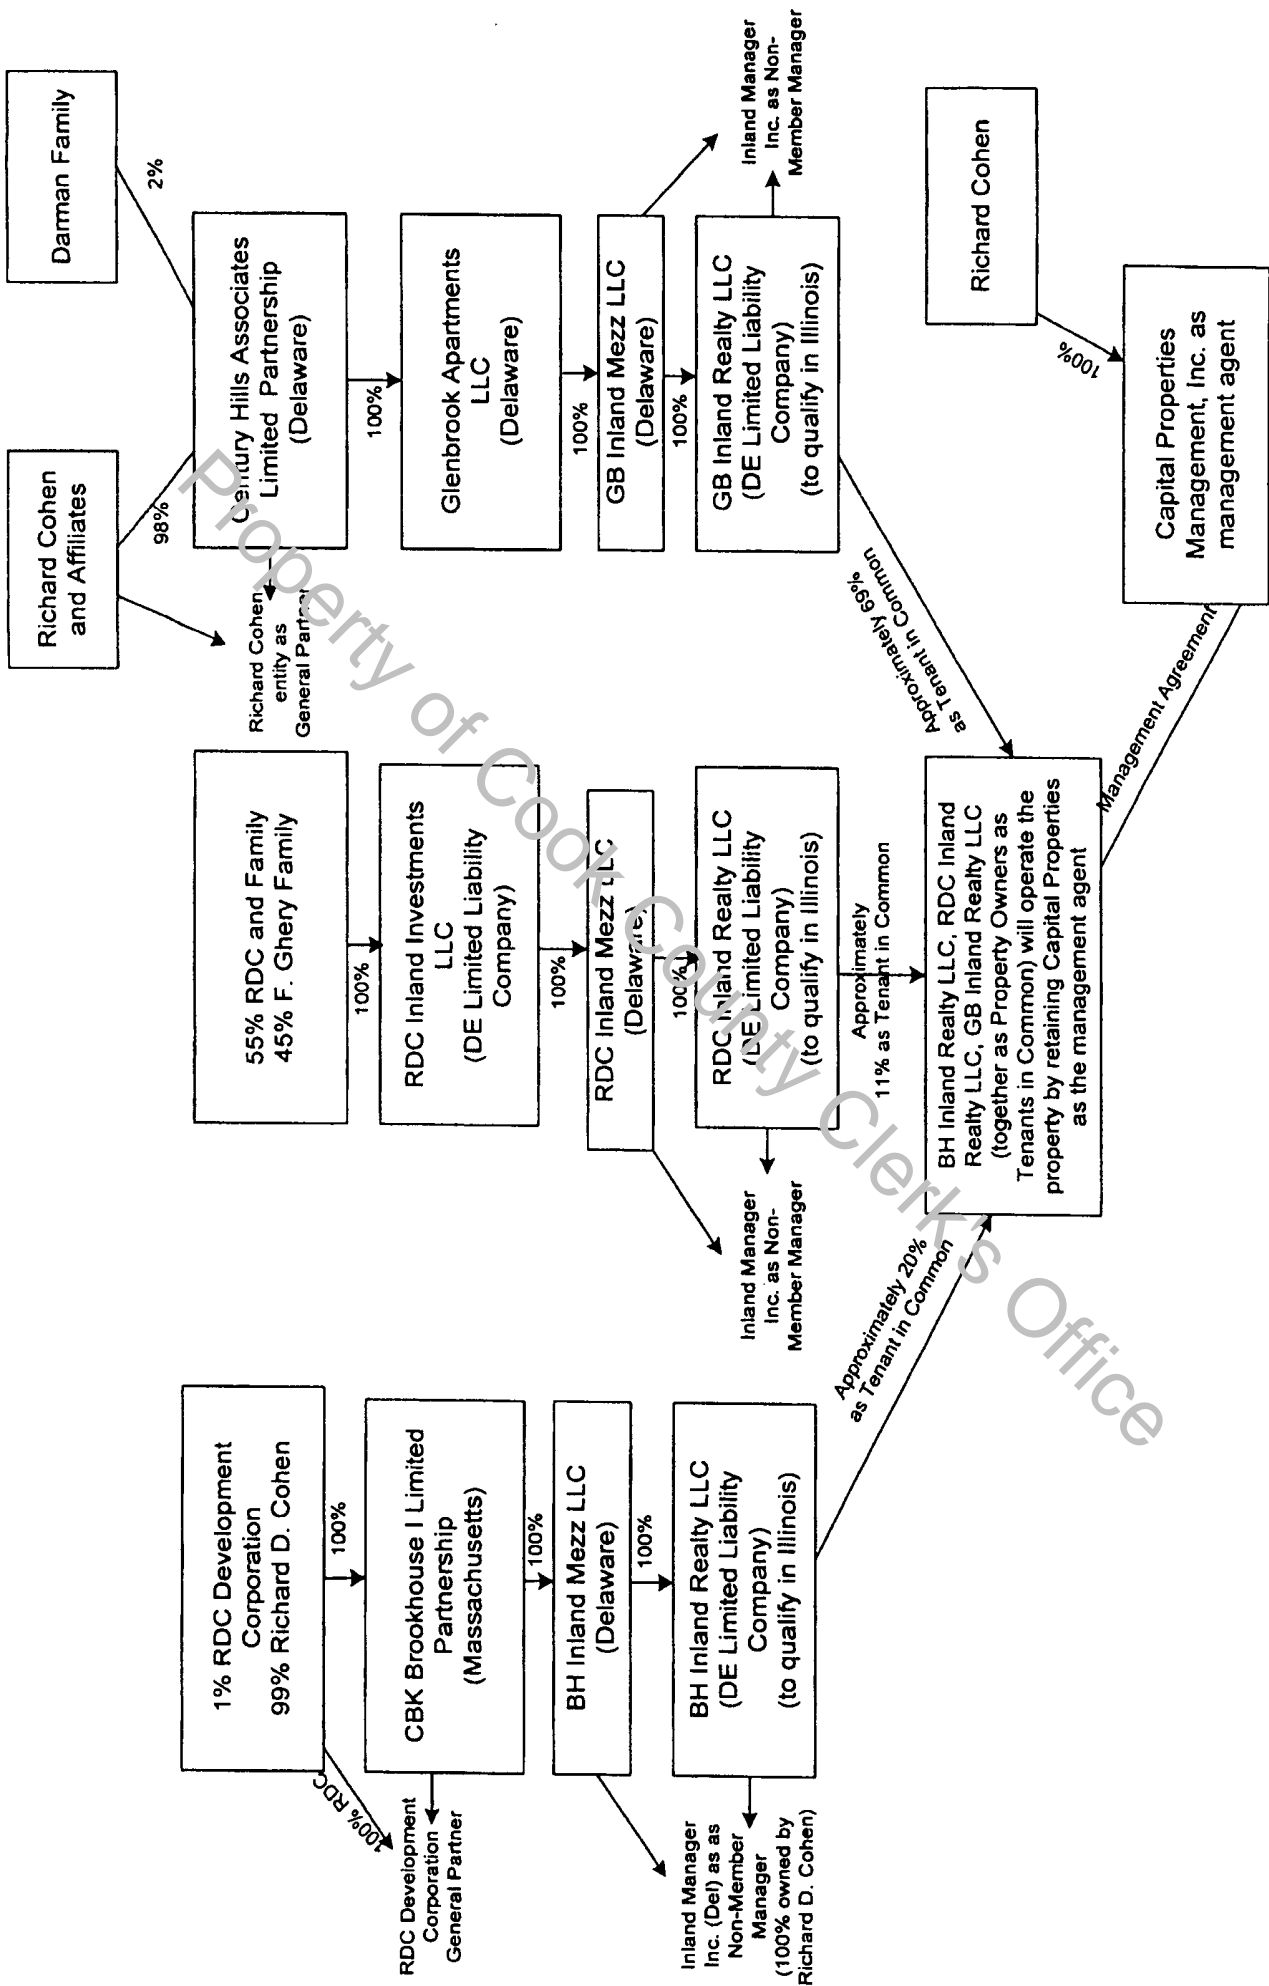 1% RDC Development
Corporation
99% Richard D. Cohen
100% RDC
100%
RDC Development
Corporation
General Partner
CBK Brookhouse I Limited
Partnership
(Massachusetts)
100%
BH Inland Mezz LLC
(Delaware)
100%
BH Inland Realty LLC
(DE Limited Liability
Company)
(to qualify in Illinois)
Inland Manager
Inc. (Del) as as
Non-Member
Manager
(100% owned by
Richard D. Cohen)
Approximately 20%
as Tenant in Common
55% RDC and Family
45% F. Ghery Family
100%
RDC Inland Investments
LLC
(DE Limited Liability
Company)
100%
RDC Inland Mezz LLC
(Delaware)
100%
RDC Inland Realty LLC
(DE Limited Liability
Company)
(to qualify in Illinois)
Inland Manager
Inc. as Non-
Member Manager
Approximately
11% as Tenant in Common
Richard Cohen
and Affiliates
98%
Darman Family
2%
Richard Cohen
entity as
General Partner
Century Hills Associates
Limited Partnership
(Delaware)
100%
Glenbrook Apartments
LLC
(Delaware)
100%
GB Inland Mezz LLC
(Delaware)
100%
GB Inland Realty LLC
(DE Limited Liability
Company)
(to qualify in Illinois)
Inland Manager
Inc. as Non-
Member Manager
Approximately 69%
as Tenant in Common
BH Inland Realty LLC, RDC Inland
Realty LLC, GB Inland Realty LLC
(together as Property Owners as
Tenants in Common) will operate the
property by retaining Capital Properties
as the management agent
Management Agreement
Richard Cohen
100%
Capital Properties
Management, Inc. as
management agent
Property of Cook County Clerk's Office